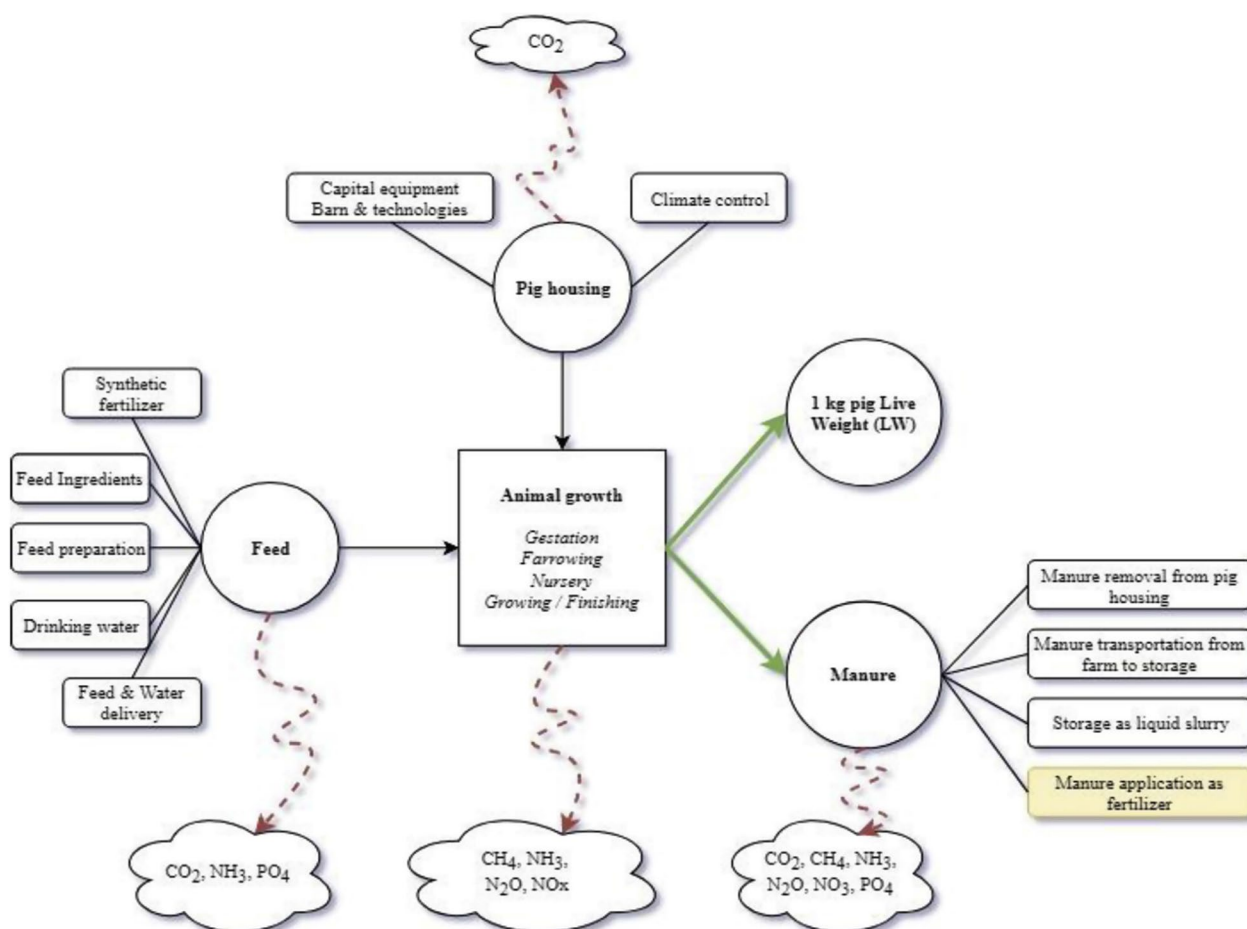 CO2
Capital equipment
Barn & technologies
Climate control
Pig housing
Synthetic
fertilizer
1 kg pig Live
Weight (LW)
Feed Ingredients
Animal growth
Feed preparation
Feed
Gestation
Farrowing
Nursery
Growing / Finishing
Drinking water
Feed & Water
delivery
Manure
Manure removal from pig
housing
Manure transportation from
farm to storage
Storage as liquid slurry
Manure application as
fertilizer
CO2, NH3, PO4
CH4, NH3,
N2O, NOx
CO2, CH4, NH3,
N2O, NO3, PO4